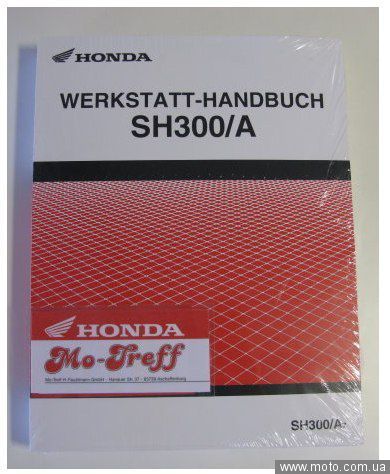 HONDA
WERKSTATT-HANDBUCH
SH300/A
HONDA
Mo-Treff
SH300/A
© www.moto.com.ua